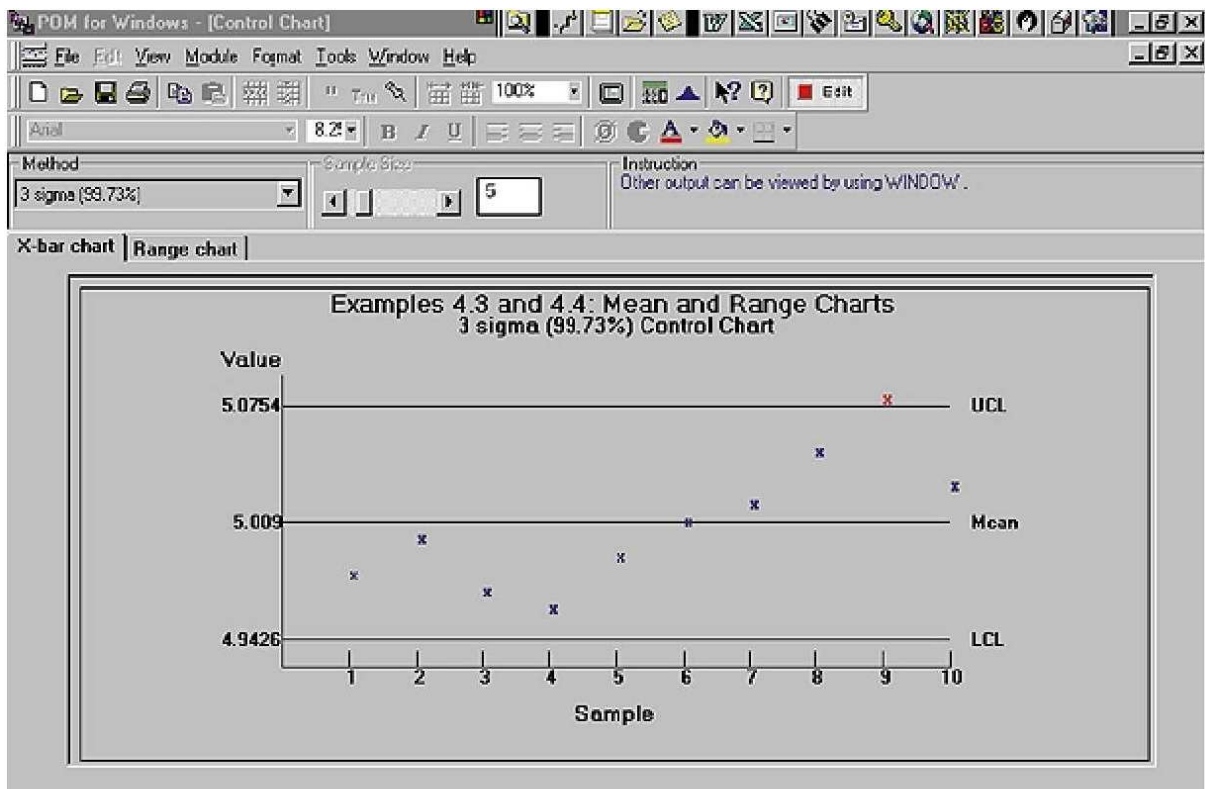 POM for Windows - [Control Chart]
File Edit View Module Format Tools Window Help
100% Edit
Arial B I U
Method Sample Size Instruction
3 sigma (99.73%) 5 Other output can be viewed by using 'WINDOW'.
X-bar chart Range chart
Examples 4.3 and 4.4: Mean and Range Charts
3 sigma (99.73%) Control Chart
Value
5.0754 UCL
5.009 Mean
4.9426 LCL
1 2 3 4 5 6 7 8 9 10
Sample